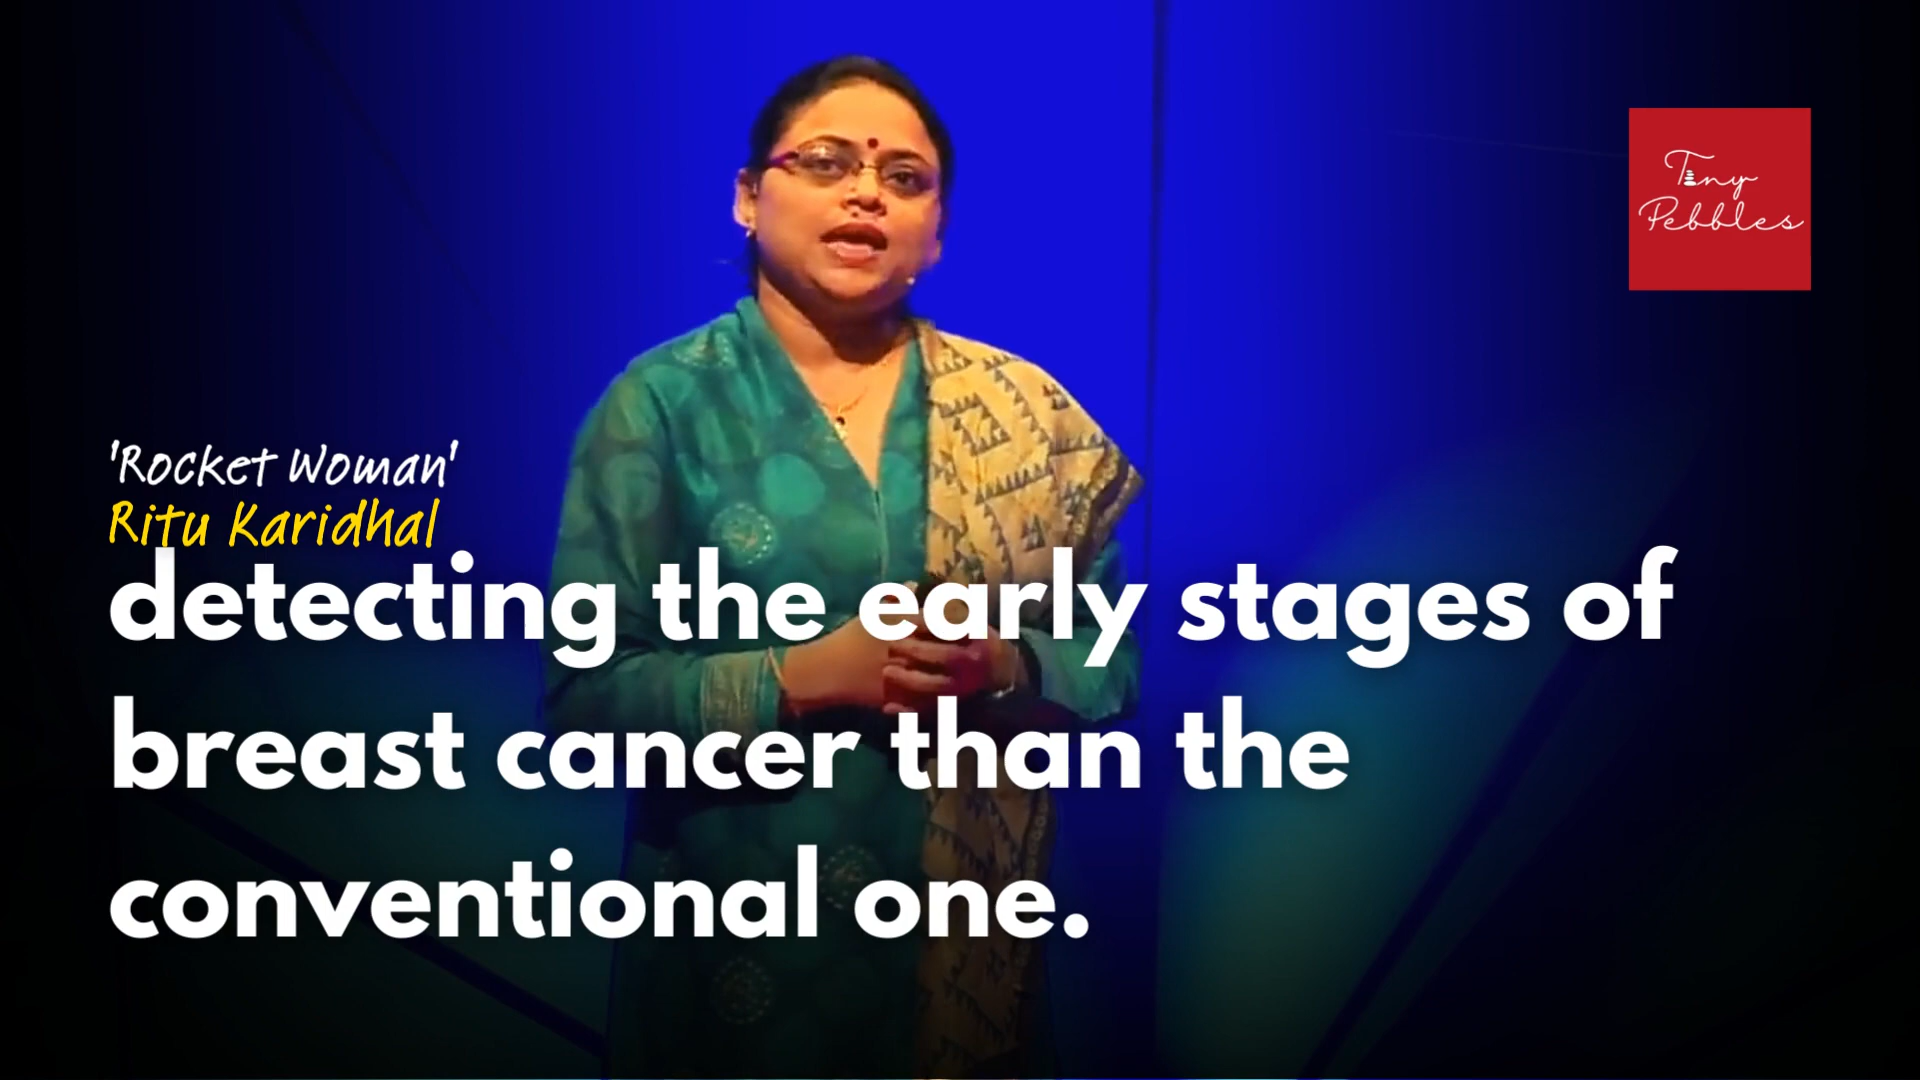 Tiny
Pebbles
'Rocket Woman'
Ritu Karidhal
detecting the early stages of
breast cancer than the
conventional one.